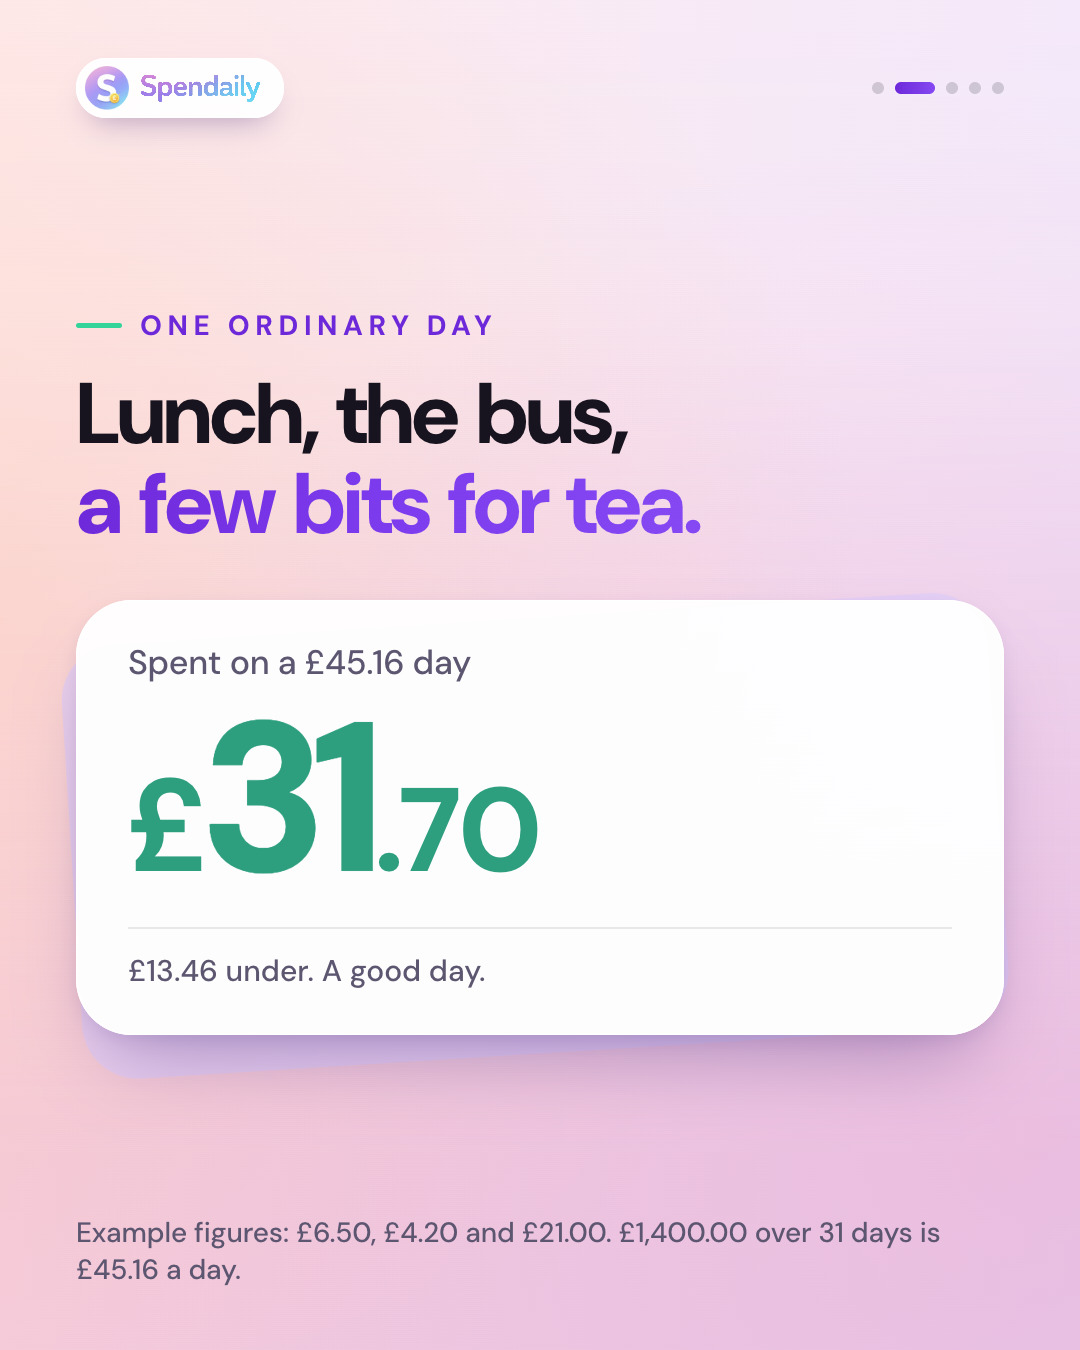 Spendaily
ONE ORDINARY DAY
Lunch, the bus,
a few bits for tea.
Spent on a £45.16 day
£31.70
£13.46 under. A good day.
Example figures: £6.50, £4.20 and £21.00. £1,400.00 over 31 days is
£45.16 a day.